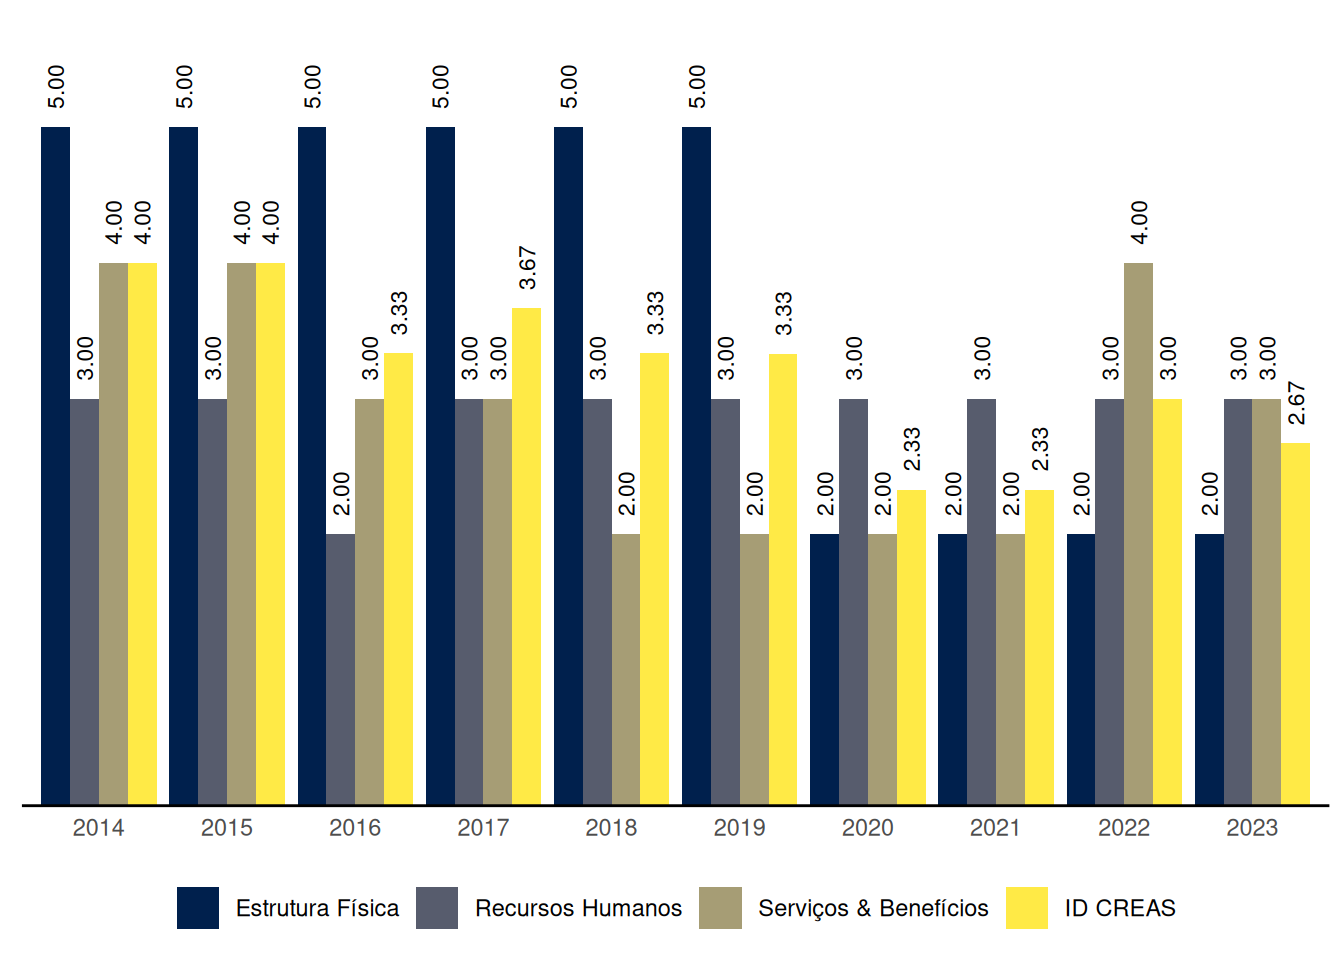 5.00 3.00 4.00 4.00 5.00 3.00 4.00 4.00 5.00 2.00 3.00 3.33 5.00 3.00 3.00 3.67 5.00 3.00 2.00 3.33 5.00 3.00 2.00 3.33 2.00 3.00 2.00 2.33 2.00 3.00 2.00 2.33 2.00 3.00 4.00 3.00 2.00 3.00 3.00 2.67
2014 2015 2016 2017 2018 2019 2020 2021 2022 2023
Estrutura Física Recursos Humanos Serviços & Benefícios ID CREAS